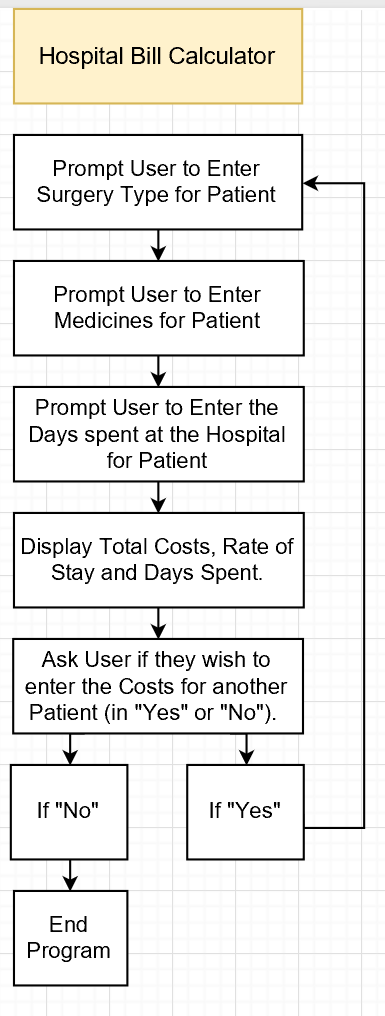 Hospital Bill Calculator
Prompt User to Enter
Surgery Type for Patient
Prompt User to Enter
Medicines for Patient
Prompt User to Enter the
Days spent at the Hospital
for Patient
Display Total Costs, Rate of
Stay and Days Spent.
Ask User if they wish to
enter the Costs for another
Patient (in "Yes" or "No").
If "No"
If "Yes"
End
Program